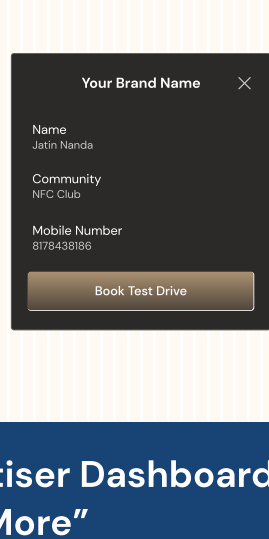 Your Brand Name
Name
Jatin Nanda
Community
NFC Club
Mobile Number
8178438186
Book Test Drive
tiser Dashboard
More”